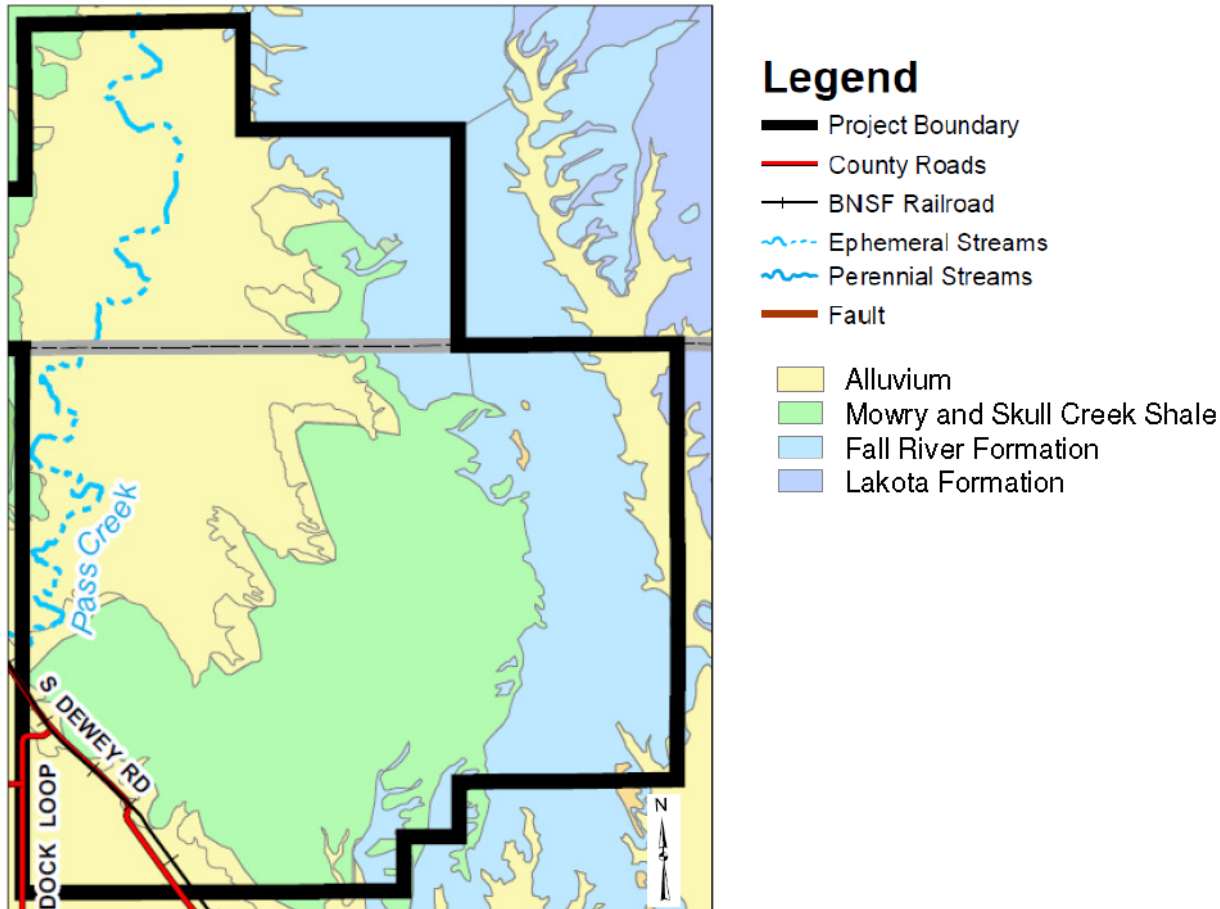 Legend
Project Boundary
County Roads
BNSF Railroad
Ephemeral Streams
Perennial Streams
Fault
Alluvium
Mowry and Skull Creek Shale
Fall River Formation
Lakota Formation
Pass Creek
S DEWEY RD
DOCK LOOP
N